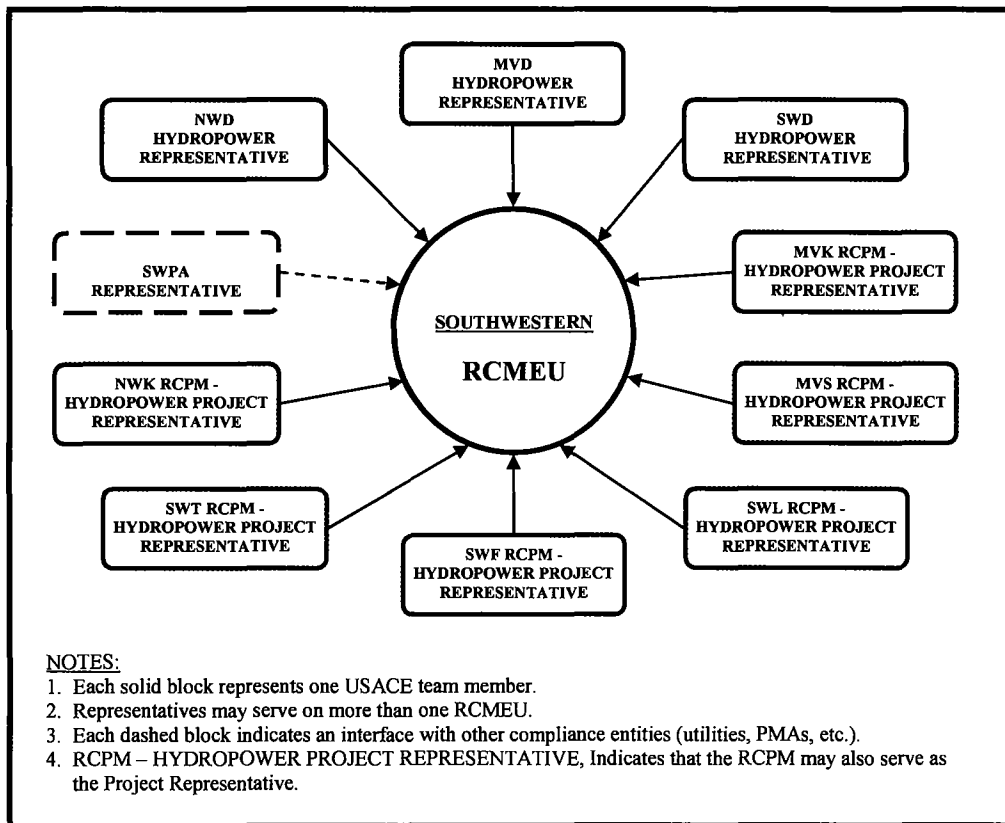 MVD
HYDROPOWER
REPRESENTATIVE
NWD
HYDROPOWER
REPRESENTATIVE
SWD
HYDROPOWER
REPRESENTATIVE
SWPA
REPRESENTATIVE
MVK RCPM -
HYDROPOWER PROJECT
REPRESENTATIVE
SOUTHWESTERN
RCMEU
NWK RCPM -
HYDROPOWER PROJECT
REPRESENTATIVE
MVS RCPM -
HYDROPOWER PROJECT
REPRESENTATIVE
SWT RCPM -
HYDROPOWER PROJECT
REPRESENTATIVE
SWF RCPM -
HYDROPOWER PROJECT
REPRESENTATIVE
SWL RCPM -
HYDROPOWER PROJECT
REPRESENTATIVE
NOTES:
1. Each solid block represents one USACE team member.
2. Representatives may serve on more than one RCMEU.
3. Each dashed block indicates an interface with other compliance entities (utilities, PMAs, etc.).
4. RCPM – HYDROPOWER PROJECT REPRESENTATIVE, Indicates that the RCPM may also serve as
the Project Representative.